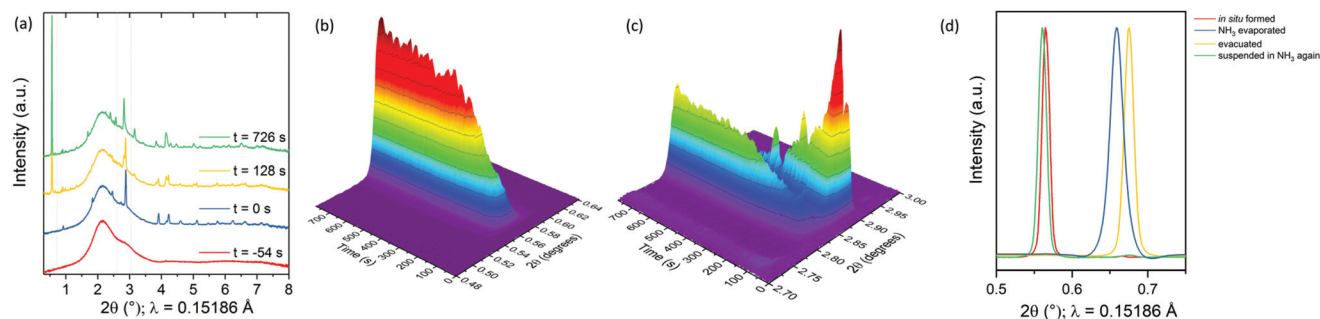 (a)
Intensity (a.u.)
t = 726 s
t = 128 s
t = 0 s
t = -54 s
1 2 3 4 5 6 7 8
2θ (°); λ = 0.15186 Å
(b)
700 600 500 400 300 200 100 0
Time (s)
0.48 0.50 0.52 0.54 0.56 0.58 0.60 0.62 0.64
2θ (degrees)
(c)
700 600 500 400 300 200 100 0
Time (s)
2.70 2.75 2.80 2.85 2.90 2.95 3.00
2θ (degrees)
(d)
Intensity (a.u.)
0.5 0.6 0.7
2θ (°); λ = 0.15186 Å
in situ formed
NH₃ evaporated
evacuated
suspended in NH₃ again